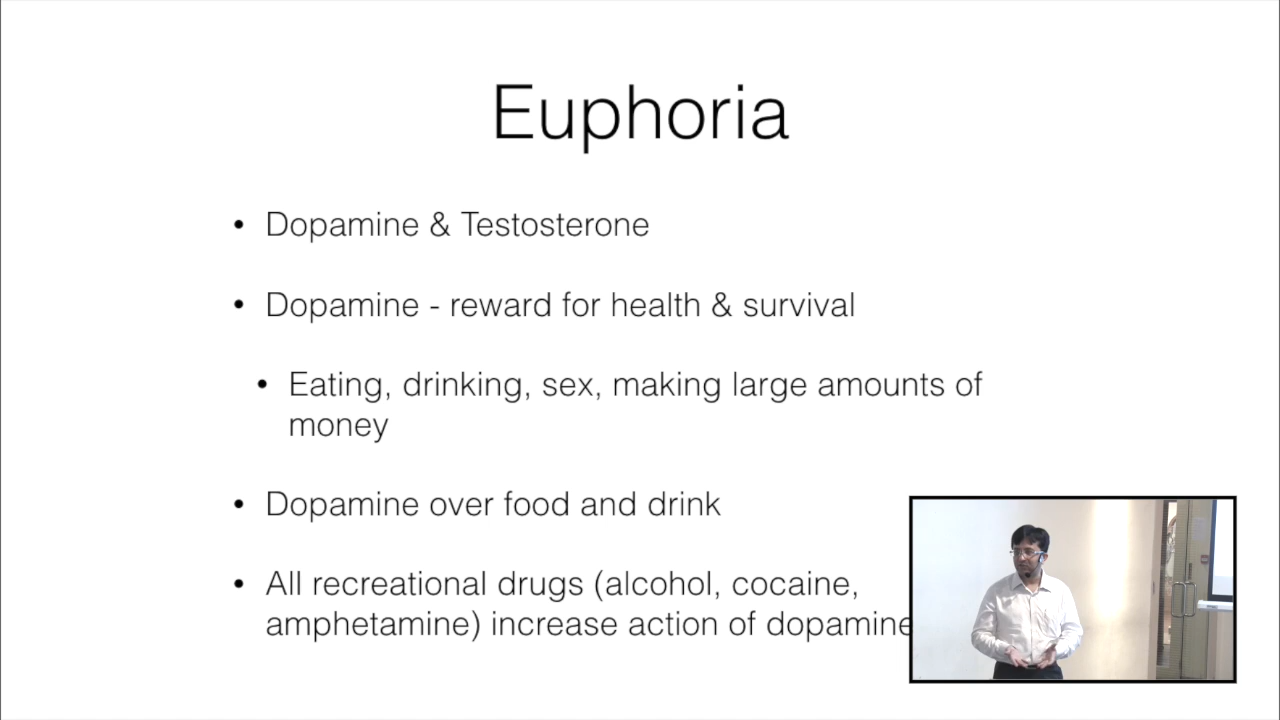 Euphoria
• Dopamine & Testosterone
• Dopamine - reward for health & survival
• Eating, drinking, sex, making large amounts of
money
• Dopamine over food and drink
• All recreational drugs (alcohol, cocaine,
amphetamine) increase action of dopamine